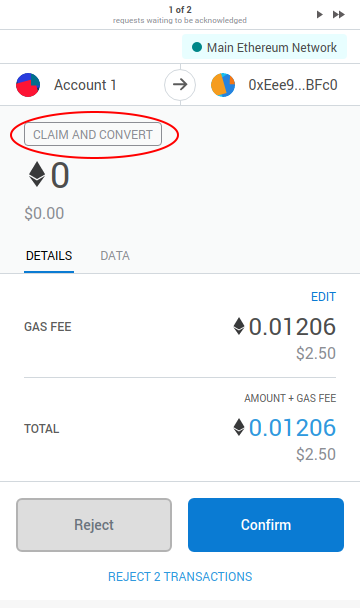 1 of 2
requests waiting to be acknowledged
Main Ethereum Network
Account 1
0xEee9...BFc0
CLAIM AND CONVERT
0
$0.00
DETAILS DATA
EDIT
GAS FEE 0.01206
$2.50
AMOUNT + GAS FEE
TOTAL 0.01206
$2.50
Reject Confirm
REJECT 2 TRANSACTIONS